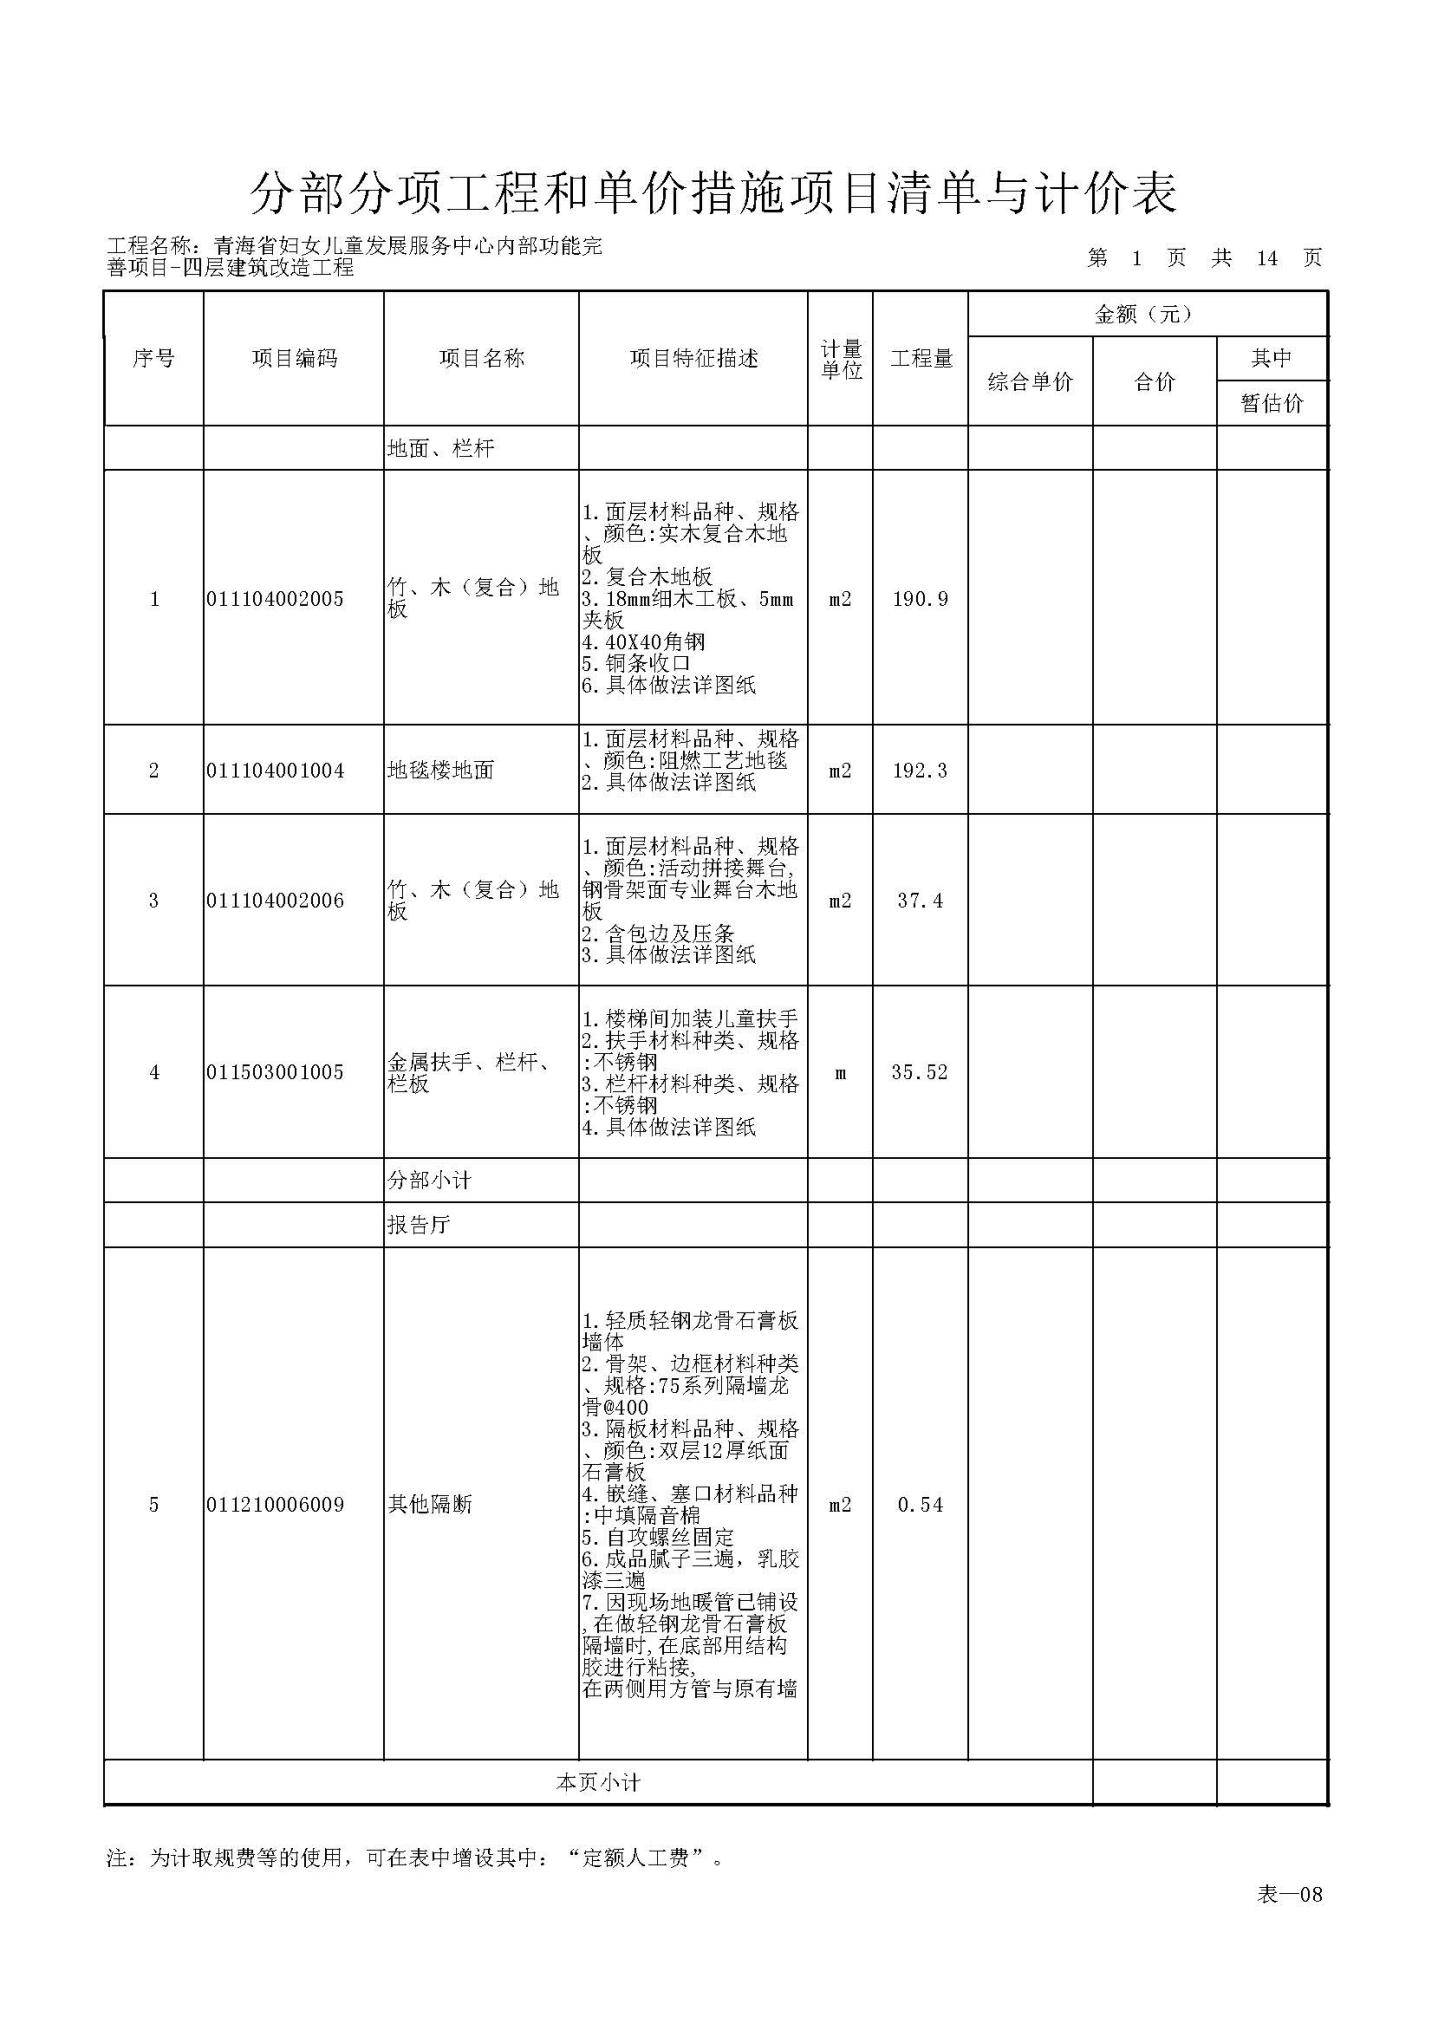 分部分项工程和单价措施项目清单与计价表
工程名称：青海省妇女儿童发展服务中心内部功能完
善项目-四层建筑改造工程
第 1 页 共 14 页
序号 项目编码 项目名称 项目特征描述 计量
单位 工程量 金额（元）
综合单价 合价 其中
暂估价
地面、栏杆
1 011104002005 竹、木（复合）地
板
1.面层材料品种、规格
、颜色:实木复合木地
板
2.复合木地板
3.18mm细木工板、5mm
夹板
4.40X40角钢
5.铜条收口
6.具体做法详图纸
m2 190.9
2 011104001004 地毯楼地面
1.面层材料品种、规格
、颜色:阻燃工艺地毯
2.具体做法详图纸
m2 192.3
3 011104002006 竹、木（复合）地
板
1.面层材料品种、规格
、颜色:活动拼接舞台,
钢骨架面专业舞台木地
板
2.含包边及压条
3.具体做法详图纸
m2 37.4
4 011503001005 金属扶手、栏杆、
栏板
1.楼梯间加装儿童扶手
2.扶手材料种类、规格
:不锈钢
3.栏杆材料种类、规格
:不锈钢
4.具体做法详图纸
m 35.52
分部小计
报告厅
5 011210006009 其他隔断
1.轻质轻钢龙骨石膏板
墙体
2.骨架、边框材料种类
、规格:75系列隔墙龙
骨@400
3.隔板材料品种、规格
、颜色:双层12厚纸面
石膏板
4.嵌缝、塞口材料品种
:中填隔音棉
5.自攻螺丝固定
6.成品腻子三遍，乳胶
漆三遍
7.因现场地暖管已铺设
,在做轻钢龙骨石膏板
隔墙时,在底部用结构
胶进行粘接,
在两侧用方管与原有墙
m2 0.54
本页小计
注：为计取规费等的使用，可在表中增设其中：“定额人工费”。
表—08